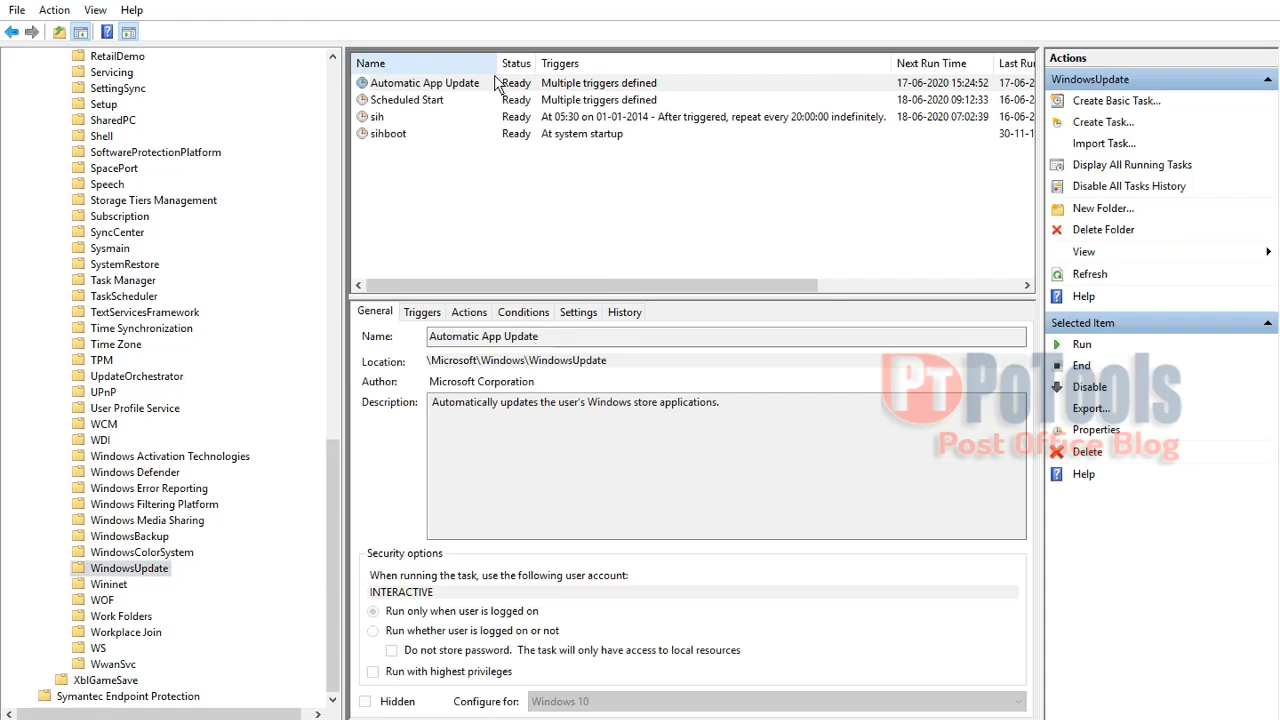 File Action View Help
RetailDemo
Servicing
SettingSync
Setup
SharedPC
Shell
SoftwareProtectionPlatform
SpacePort
Speech
Storage Tiers Management
Subscription
SyncCenter
Sysmain
SystemRestore
Task Manager
TaskScheduler
TextServicesFramework
Time Synchronization
Time Zone
TPM
UpdateOrchestrator
UPnP
User Profile Service
WCM
WDI
Windows Activation Technologies
Windows Defender
Windows Error Reporting
Windows Filtering Platform
Windows Media Sharing
WindowsBackup
WindowsColorSystem
WindowsUpdate
Wininet
WOF
Work Folders
Workplace Join
WS
WwanSvc
XblGameSave
Symantec Endpoint Protection
Name Status Triggers Next Run Time Last Run
Automatic App Update Ready Multiple triggers defined 17-06-2020 15:24:52 17-06-2
Scheduled Start Ready Multiple triggers defined 18-06-2020 09:12:33 16-06-2
sih Ready At 05:30 on 01-01-2014 - After triggered, repeat every 20:00:00 indefinitely. 18-06-2020 07:02:39 16-06-2
sihboot Ready At system startup 30-11-1
General Triggers Actions Conditions Settings History
Name: Automatic App Update
Location: \Microsoft\Windows\WindowsUpdate
Author: Microsoft Corporation
Description: Automatically updates the user's Windows store applications.
Security options
When running the task, use the following user account:
INTERACTIVE
Run only when user is logged on
Run whether user is logged on or not
Do not store password. The task will only have access to local resources
Run with highest privileges
Hidden Configure for: Windows 10
Actions
WindowsUpdate
Create Basic Task...
Create Task...
Import Task...
Display All Running Tasks
Disable All Tasks History
New Folder...
Delete Folder
View
Refresh
Help
Selected Item
Run
End
Disable
Export...
Properties
Delete
Help
PT PoTools
Post Office Blog